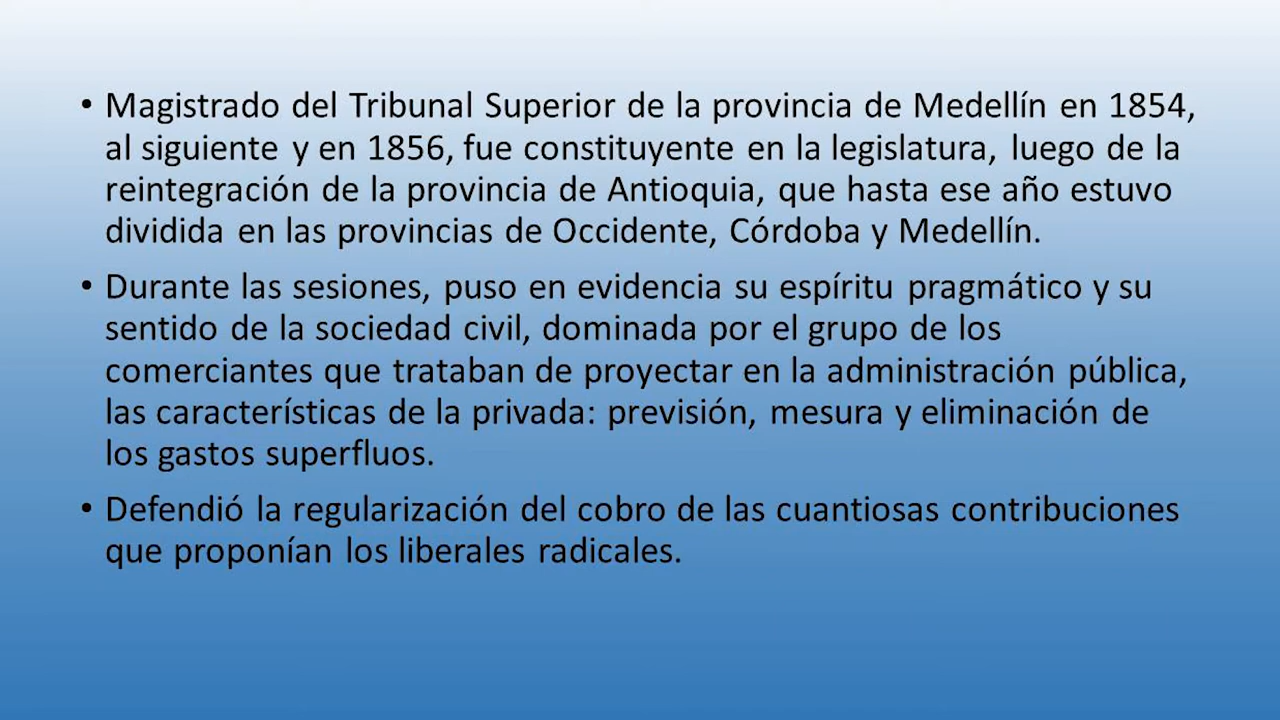 • Magistrado del Tribunal Superior de la provincia de Medellín en 1854,
al siguiente y en 1856, fue constituyente en la legislatura, luego de la
reintegración de la provincia de Antioquia, que hasta ese año estuvo
dividida en las provincias de Occidente, Córdoba y Medellín.
• Durante las sesiones, puso en evidencia su espíritu pragmático y su
sentido de la sociedad civil, dominada por el grupo de los
comerciantes que trataban de proyectar en la administración pública,
las características de la privada: previsión, mesura y eliminación de
los gastos superfluos.
• Defendió la regularización del cobro de las cuantiosas contribuciones
que proponían los liberales radicales.